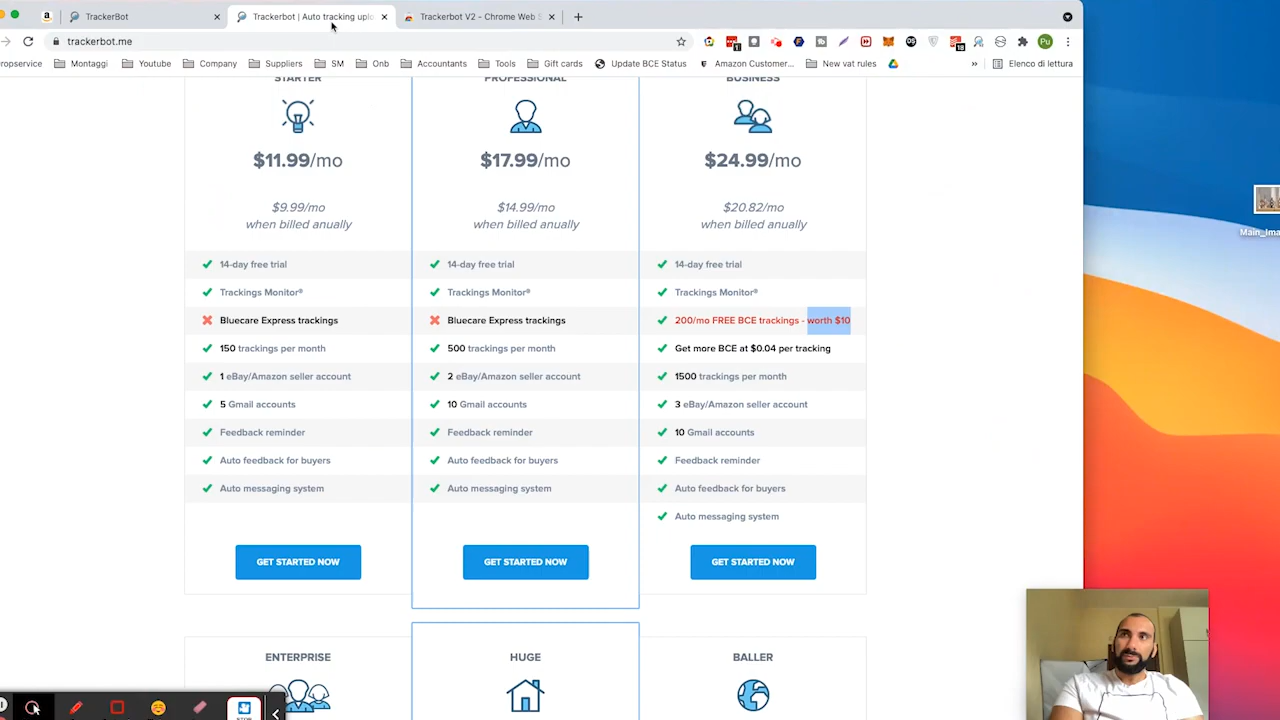 TrackerBot
Trackerbot | Auto tracking uplo
Trackerbot V2 - Chrome Web S
trackerbot.me
ropservice
Montaggi
Youtube
Company
Suppliers
SM
Onb
Accountants
Tools
Gift cards
Update BCE Status
Amazon Customer...
New vat rules
»
Elenco di lettura
STARTER
PROFESSIONAL
BUSINESS
$11.99/mo
$17.99/mo
$24.99/mo
$9.99/mo
when billed anually
$14.99/mo
when billed anually
$20.82/mo
when billed anually
14-day free trial
Trackings Monitor®
Bluecare Express trackings
150 trackings per month
1 eBay/Amazon seller account
5 Gmail accounts
Feedback reminder
Auto feedback for buyers
Auto messaging system
GET STARTED NOW
14-day free trial
Trackings Monitor®
Bluecare Express trackings
500 trackings per month
2 eBay/Amazon seller account
10 Gmail accounts
Feedback reminder
Auto feedback for buyers
Auto messaging system
GET STARTED NOW
14-day free trial
Trackings Monitor®
200/mo FREE BCE trackings - worth $10
Get more BCE at $0.04 per tracking
1500 trackings per month
3 eBay/Amazon seller account
10 Gmail accounts
Feedback reminder
Auto feedback for buyers
Auto messaging system
GET STARTED NOW
ENTERPRISE
HUGE
BALLER
Main_ima
Pu
1
18